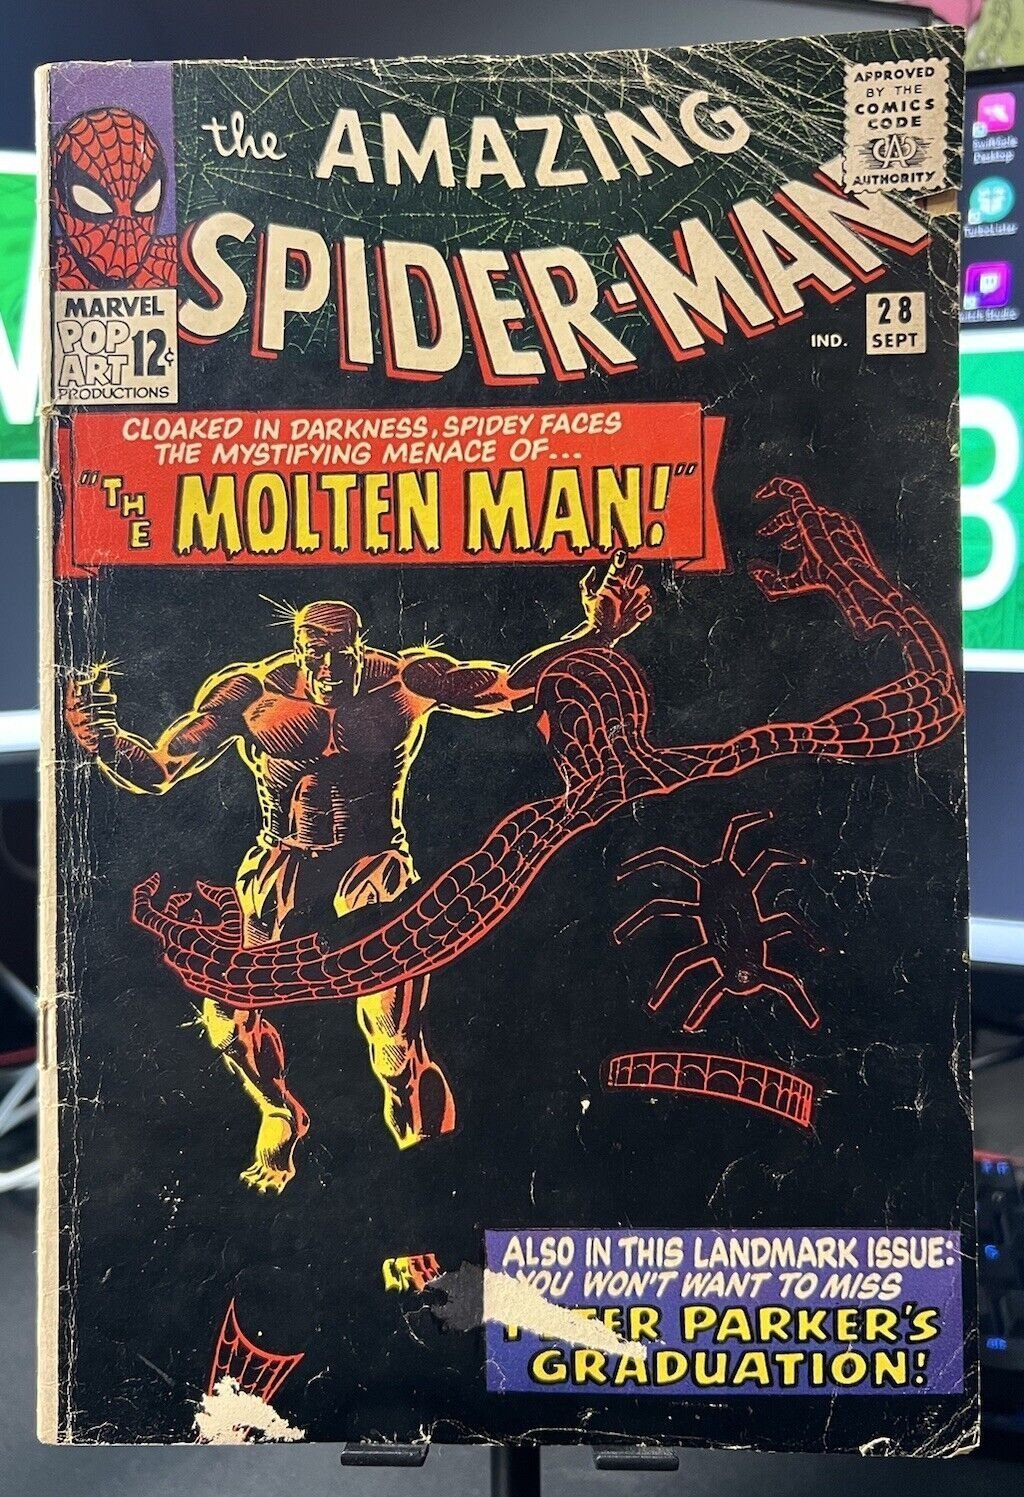 the AMAZING
SPIDER-MAN
APPROVED
BY THE
COMICS
CODE
CA
AUTHORITY
MARVEL
POP
ART
12¢
PRODUCTIONS
IND.
28
SEPT
CLOAKED IN DARKNESS, SPIDEY FACES
THE MYSTIFYING MENACE OF...
"THE MOLTEN MAN!"
ALSO IN THIS LANDMARK ISSUE:
YOU WON'T WANT TO MISS
PARKER'S
GRADUATION!
Desktop